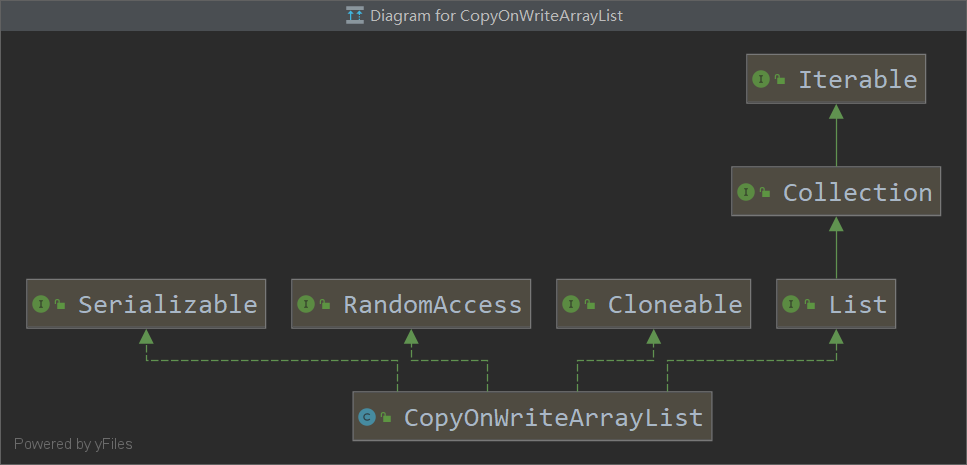 Diagram for CopyOnWriteArrayList
I Iterable
I Collection
I Serializable
I RandomAccess
I Cloneable
I List
C CopyOnWriteArrayList
Powered by yFiles